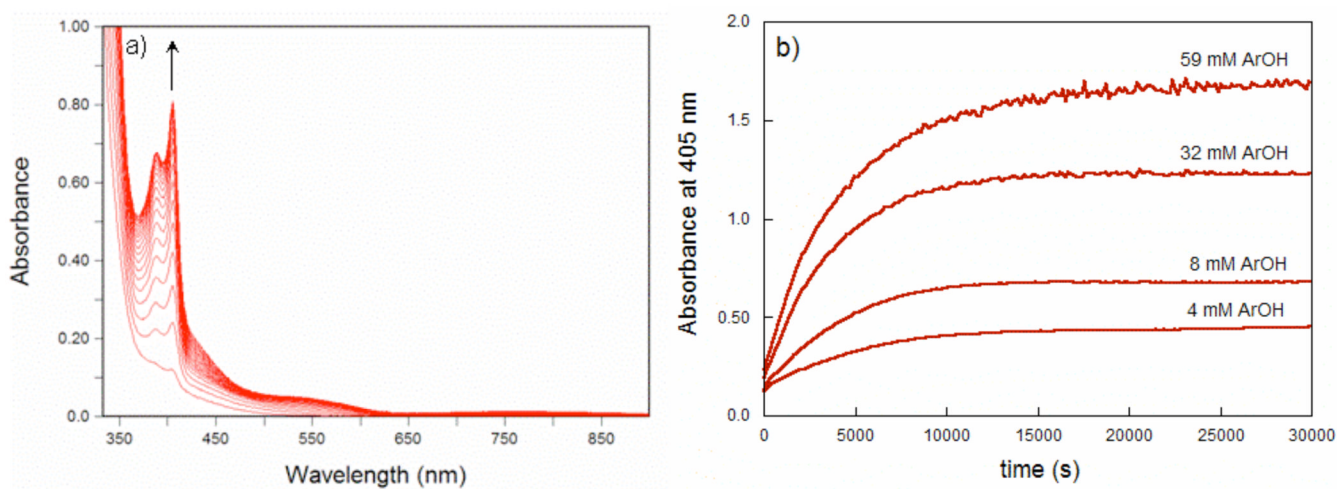 a)
1.00
0.80
0.60
0.40
0.20
0.0
Absorbance
350 450 550 650 750 850
Wavelength (nm)
b)
2.0
1.5
1.0
0.50
0.0
Absorbance at 405 nm
59 mM ArOH
32 mM ArOH
8 mM ArOH
4 mM ArOH
0 5000 10000 15000 20000 25000 30000
time (s)